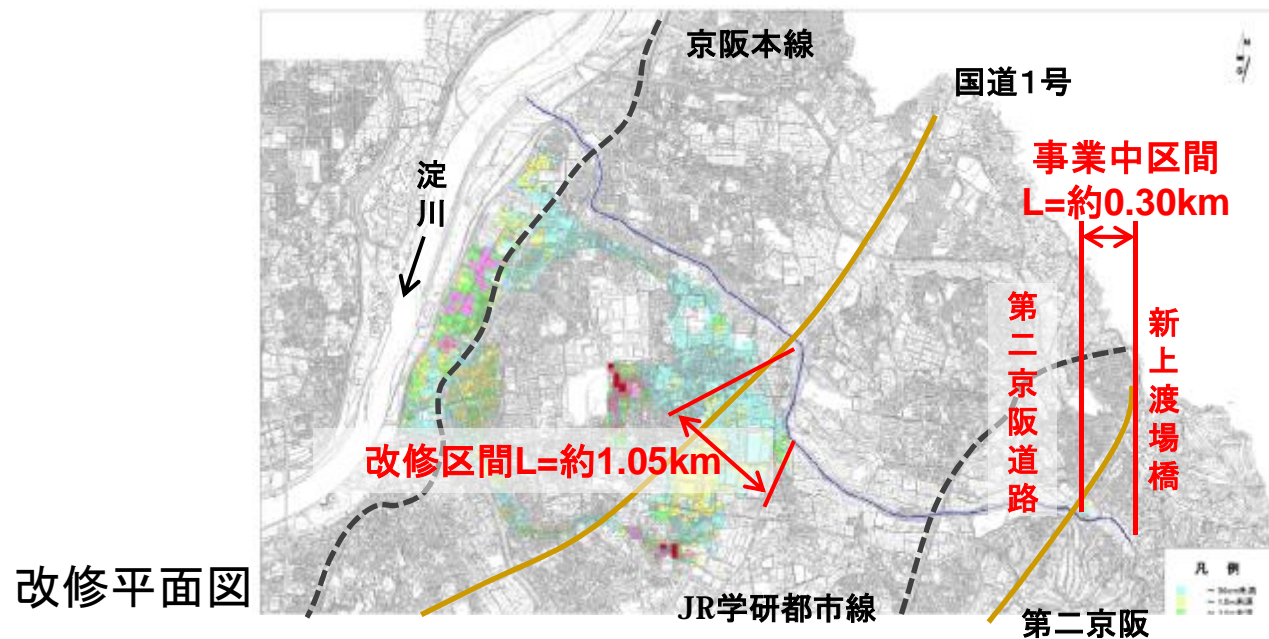 京阪本線
国道1号
事業中区間
L=約0.30km
淀川
第二京阪道路
新上渡場橋
改修区間L=約1.05km
改修平面図
JR学研都市線
第二京阪
凡 例